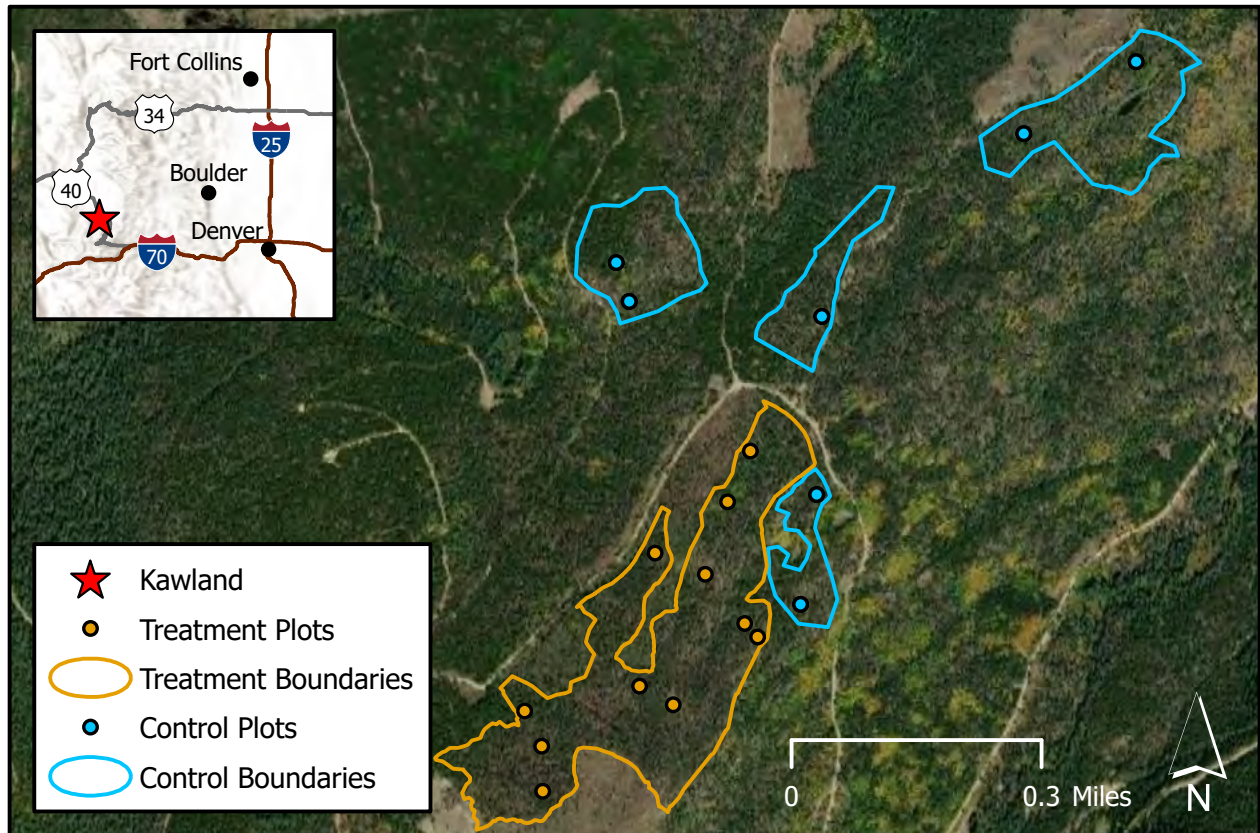 Fort Collins
34
25
Boulder
40
Denver
70
Kawland
Treatment Plots
Treatment Boundaries
Control Plots
Control Boundaries
0
0.3 Miles
N